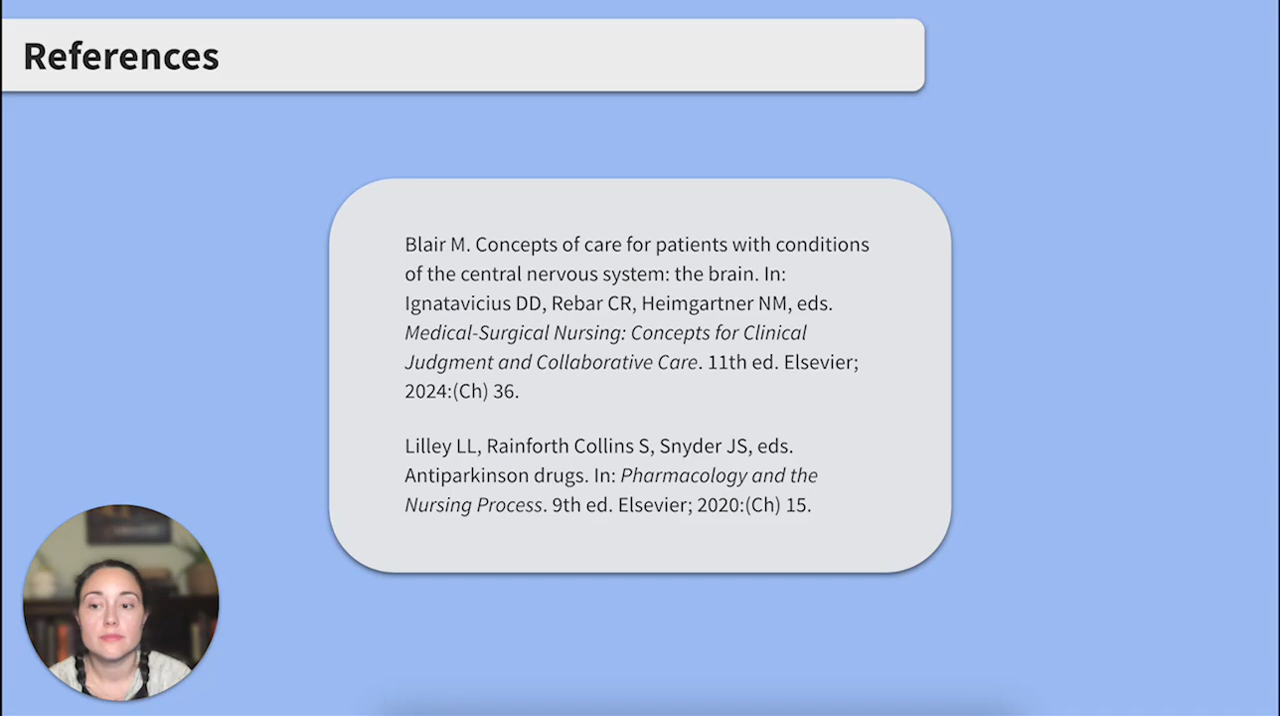 References
Blair M. Concepts of care for patients with conditions
of the central nervous system: the brain. In:
Ignatavicius DD, Rebar CR, Heimgartner NM, eds.
Medical-Surgical Nursing: Concepts for Clinical
Judgment and Collaborative Care. 11th ed. Elsevier;
2024:(Ch) 36.
Lilley LL, Rainforth Collins S, Snyder JS, eds.
Antiparkinson drugs. In: Pharmacology and the
Nursing Process. 9th ed. Elsevier; 2020:(Ch) 15.